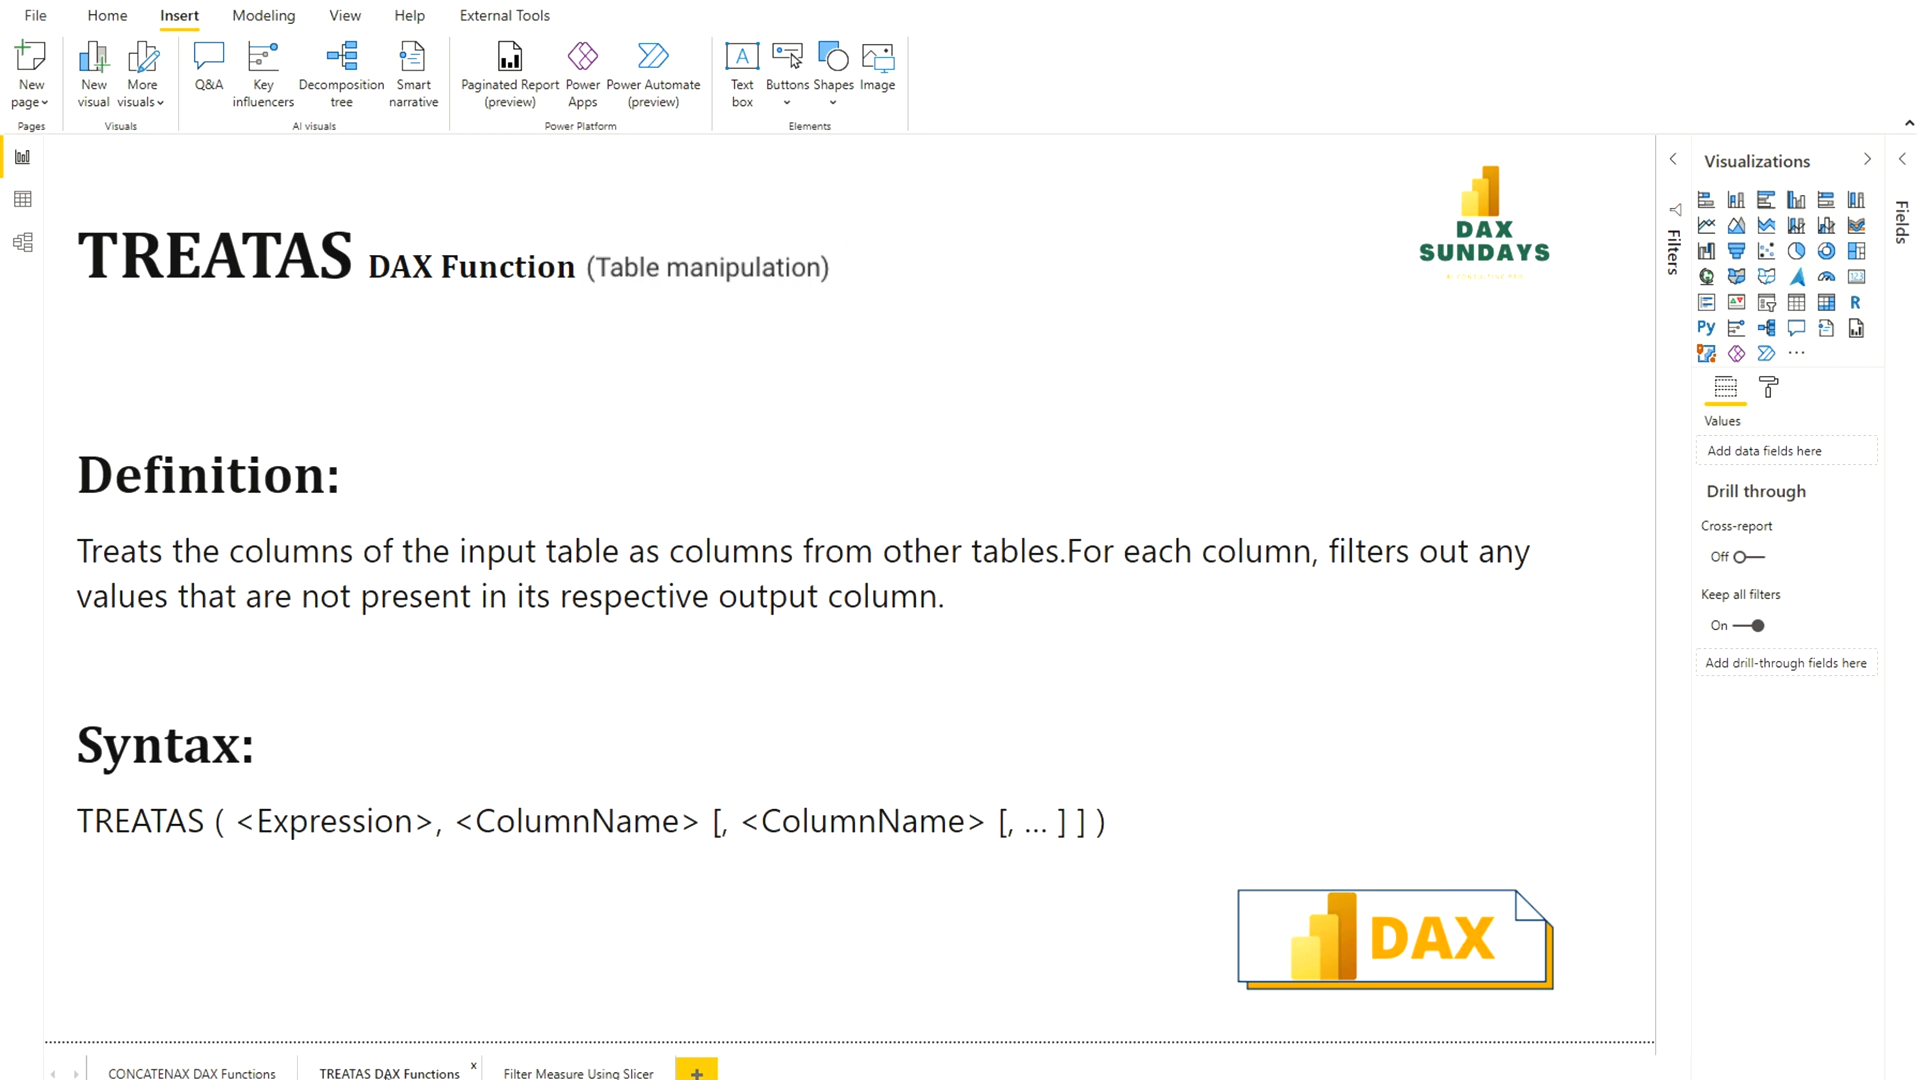 File Home Insert Modeling View Help External Tools
New page
New visual
More visuals
Q&A
Key influencers
Decomposition tree
Smart narrative
Paginated Report (preview)
Power Apps
Power Automate (preview)
Text box
Buttons
Shapes
Image
Pages Visuals AI visuals Power Platform Elements
TREATAS DAX Function (Table manipulation)
DAX
SUNDAYS
Definition:
Treats the columns of the input table as columns from other tables.For each column, filters out any
values that are not present in its respective output column.
Syntax:
TREATAS ( <Expression>, <ColumnName> [, <ColumnName> [, … ] ] )
DAX
Filters
Visualizations
123
R
Py
Values
Add data fields here
Drill through
Cross-report
Off
Keep all filters
On
Add drill-through fields here
Fields
CONCATENAX DAX Functions TREATAS DAX Functions x Filter Measure Using Slicer +